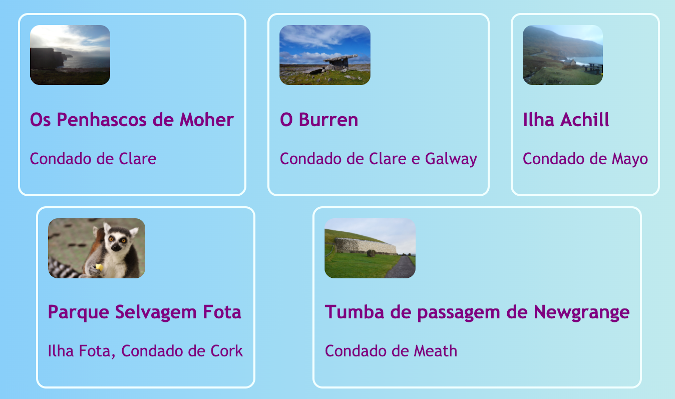 Os Penhascos de Moher
Condado de Clare
O Burren
Condado de Clare e Galway
Ilha Achill
Condado de Mayo
Parque Selvagem Fota
Ilha Fota, Condado de Cork
Tumba de passagem de Newgrange
Condado de Meath